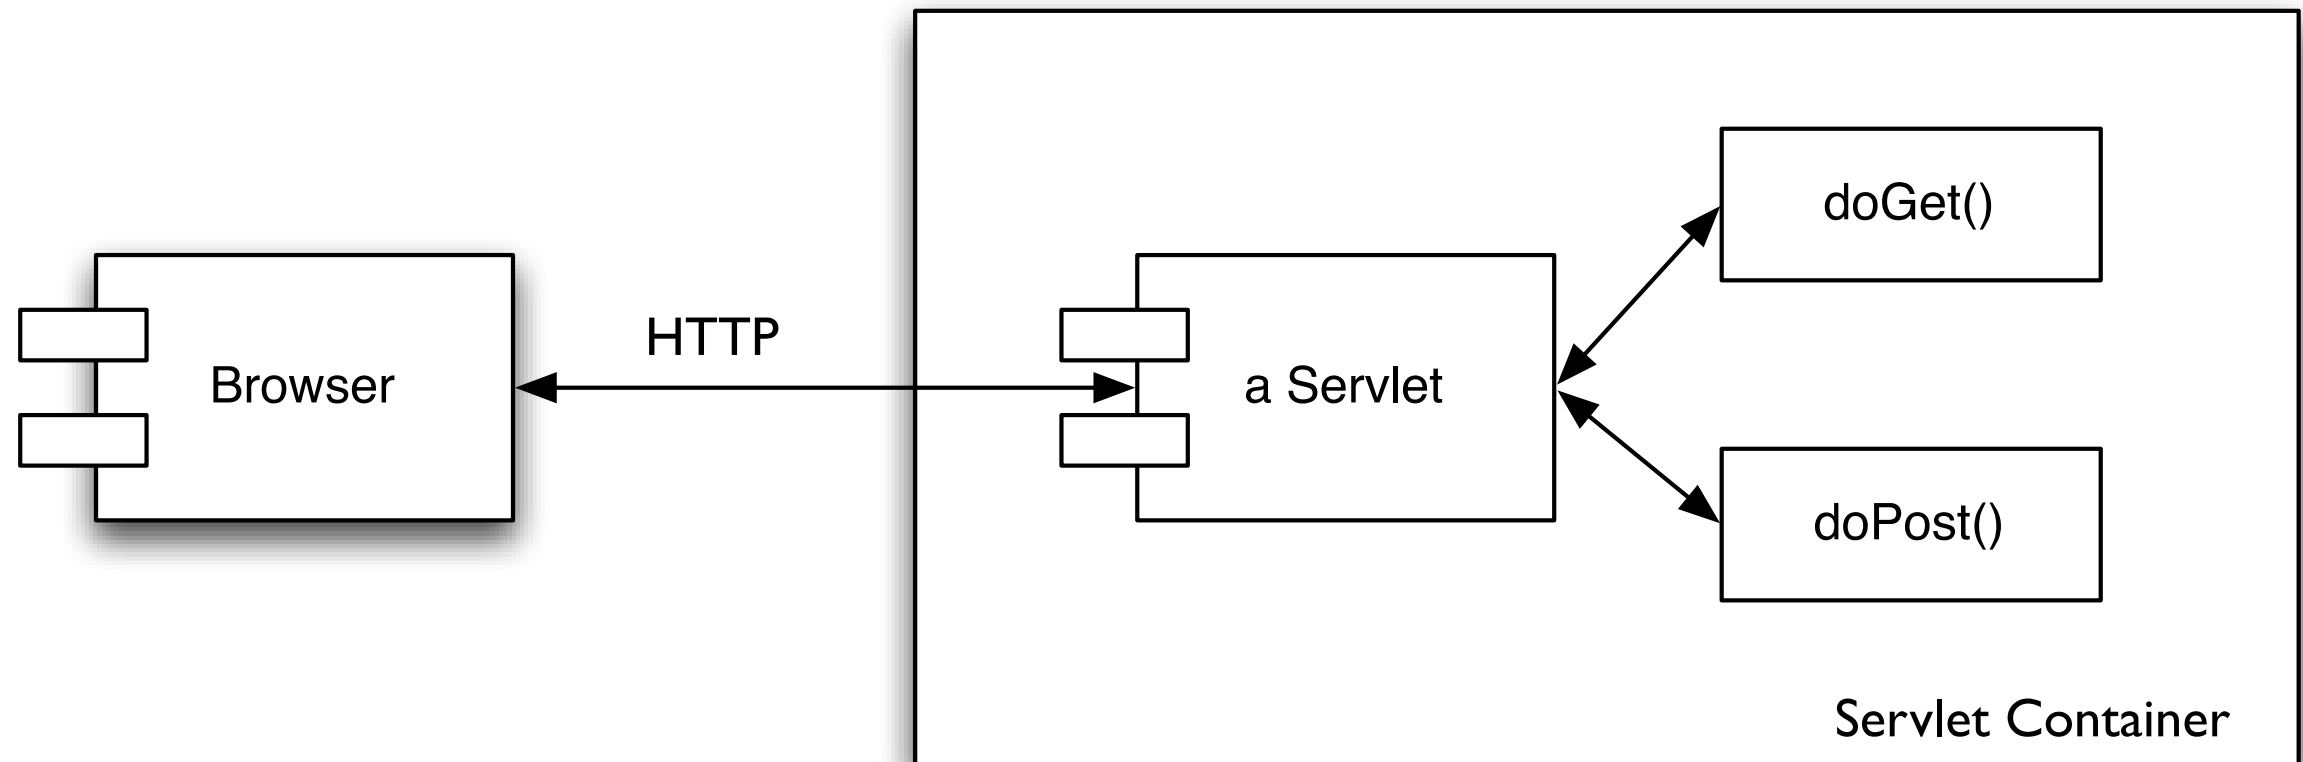 Browser
HTTP
a Servlet
doGet()
doPost()
Servlet Container